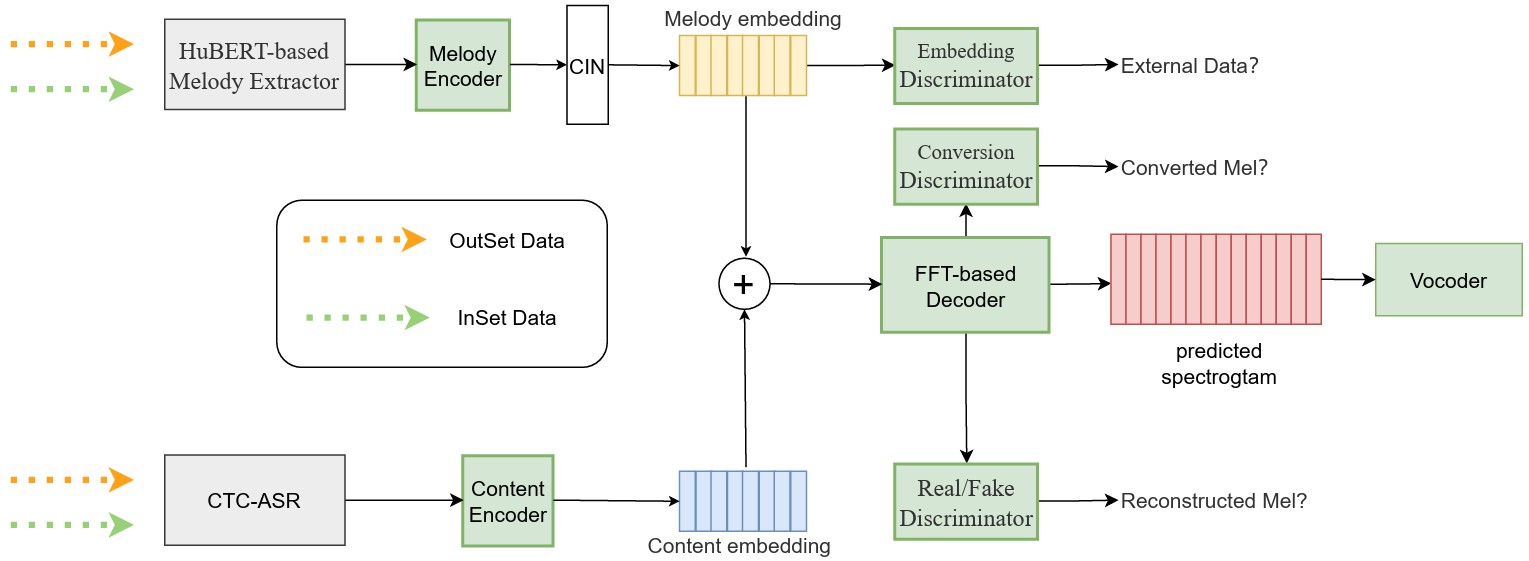 Melody embedding
HuBERT-based
Melody Extractor
Melody
Encoder
CIN
Embedding
Discriminator
External Data?
Conversion
Discriminator
Converted Mel?
OutSet Data
InSet Data
+
FFT-based
Decoder
Vocoder
predicted
spectrogtam
CTC-ASR
Content
Encoder
Content embedding
Real/Fake
Discriminator
Reconstructed Mel?